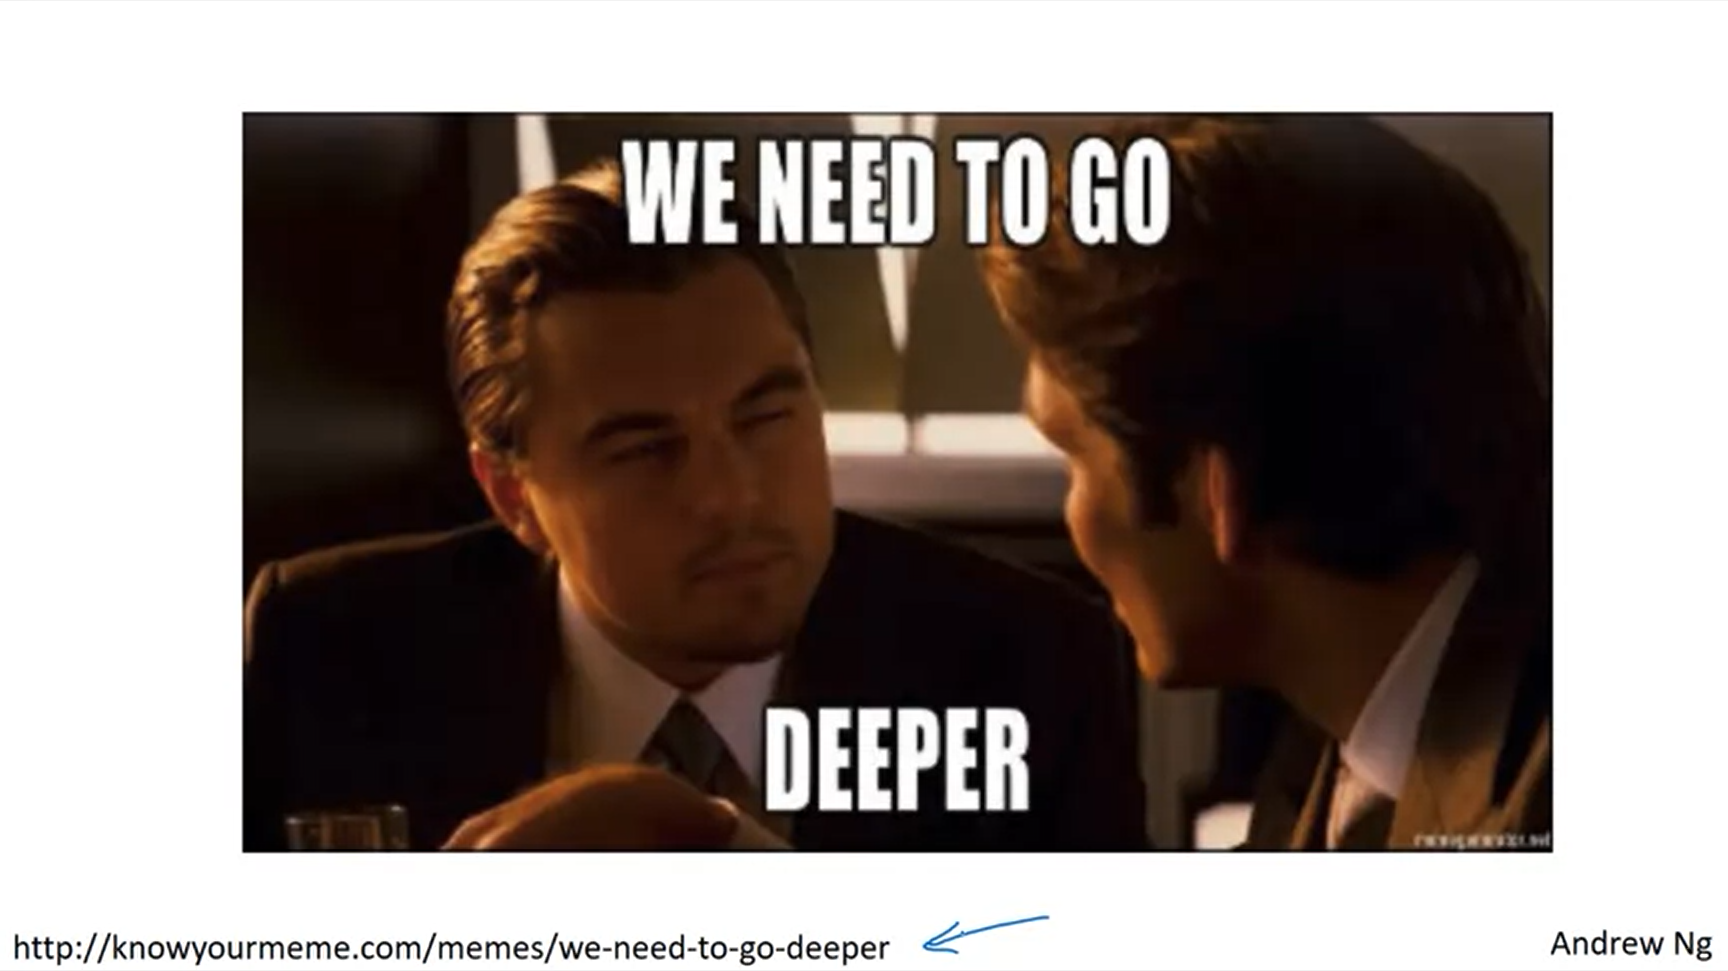 WE NEED TO GO
DEEPER
http://knowyourmeme.com/memes/we-need-to-go-deeper
Andrew Ng